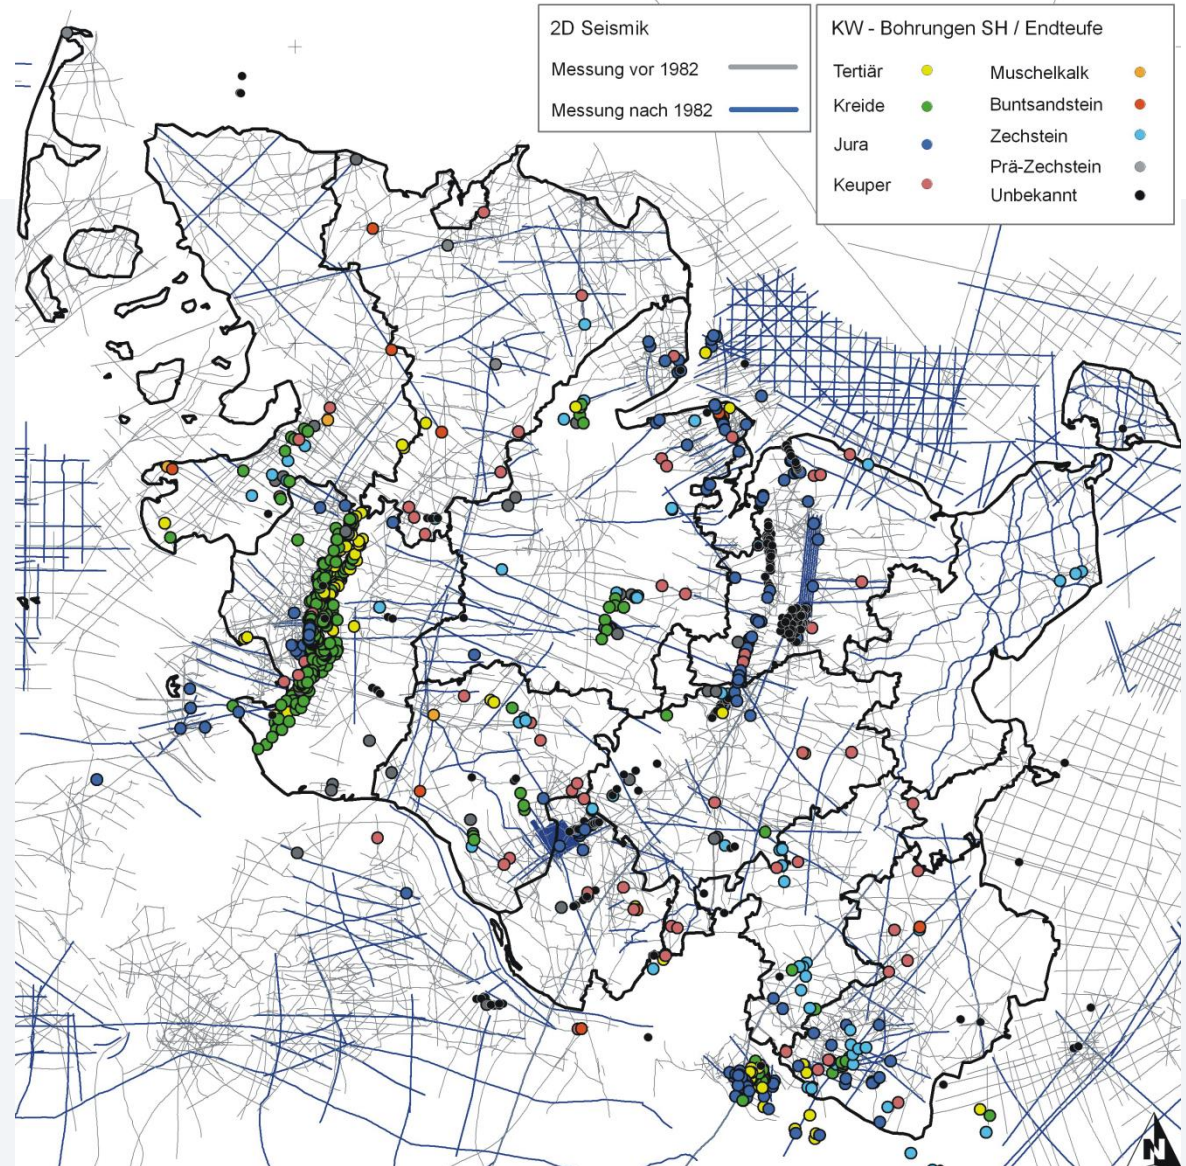 2D Seismik
Messung vor 1982
Messung nach 1982
KW - Bohrungen SH / Endteufe
Tertiär
Kreide
Jura
Keuper
Muschelkalk
Buntsandstein
Zechstein
Prä-Zechstein
Unbekannt
N